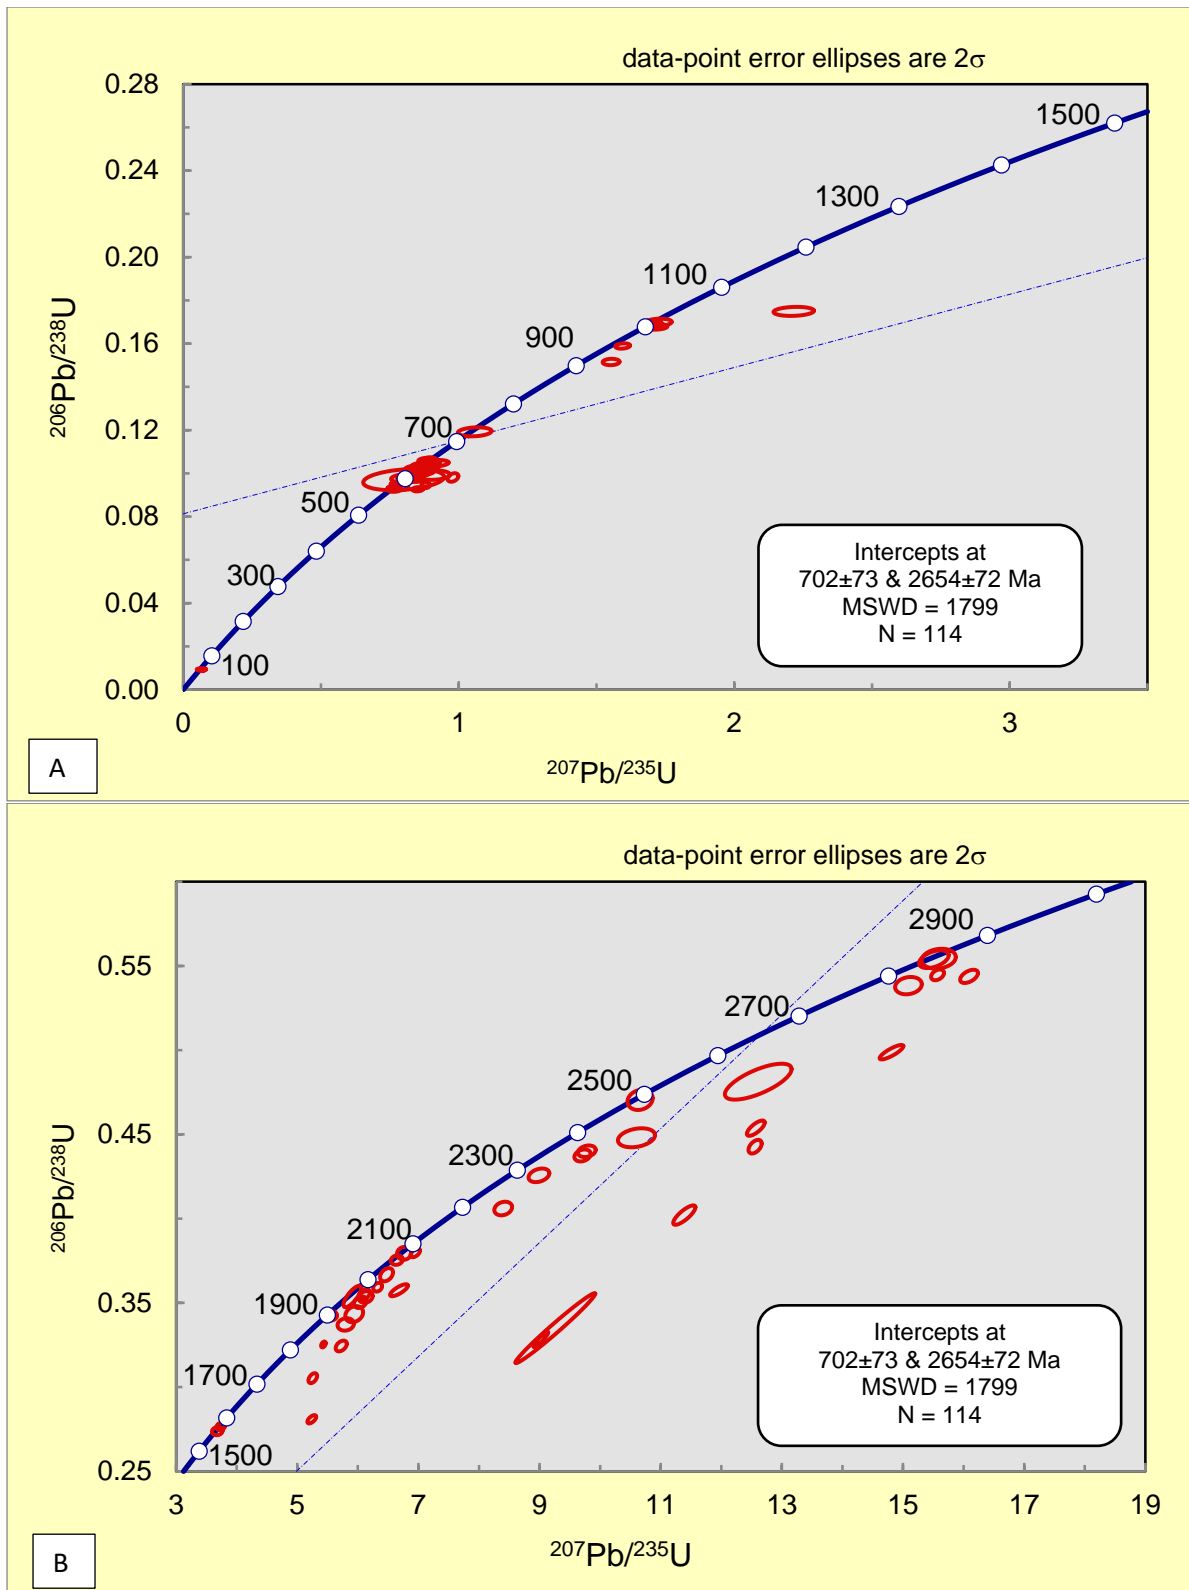 data-point error ellipses are 2σ
0.28
0.24
0.20
0.16
0.12
0.08
0.04
0.00
206Pb/238U
1500
1300
1100
900
700
500
300
100
Intercepts at
702±73 & 2654±72 Ma
MSWD = 1799
N = 114
0 1 2 3
207Pb/235U
A
data-point error ellipses are 2σ
0.55
0.45
0.35
0.25
206Pb/238U
2900
2700
2500
2300
2100
1900
1700
1500
Intercepts at
702±73 & 2654±72 Ma
MSWD = 1799
N = 114
3 5 7 9 11 13 15 17 19
207Pb/235U
B